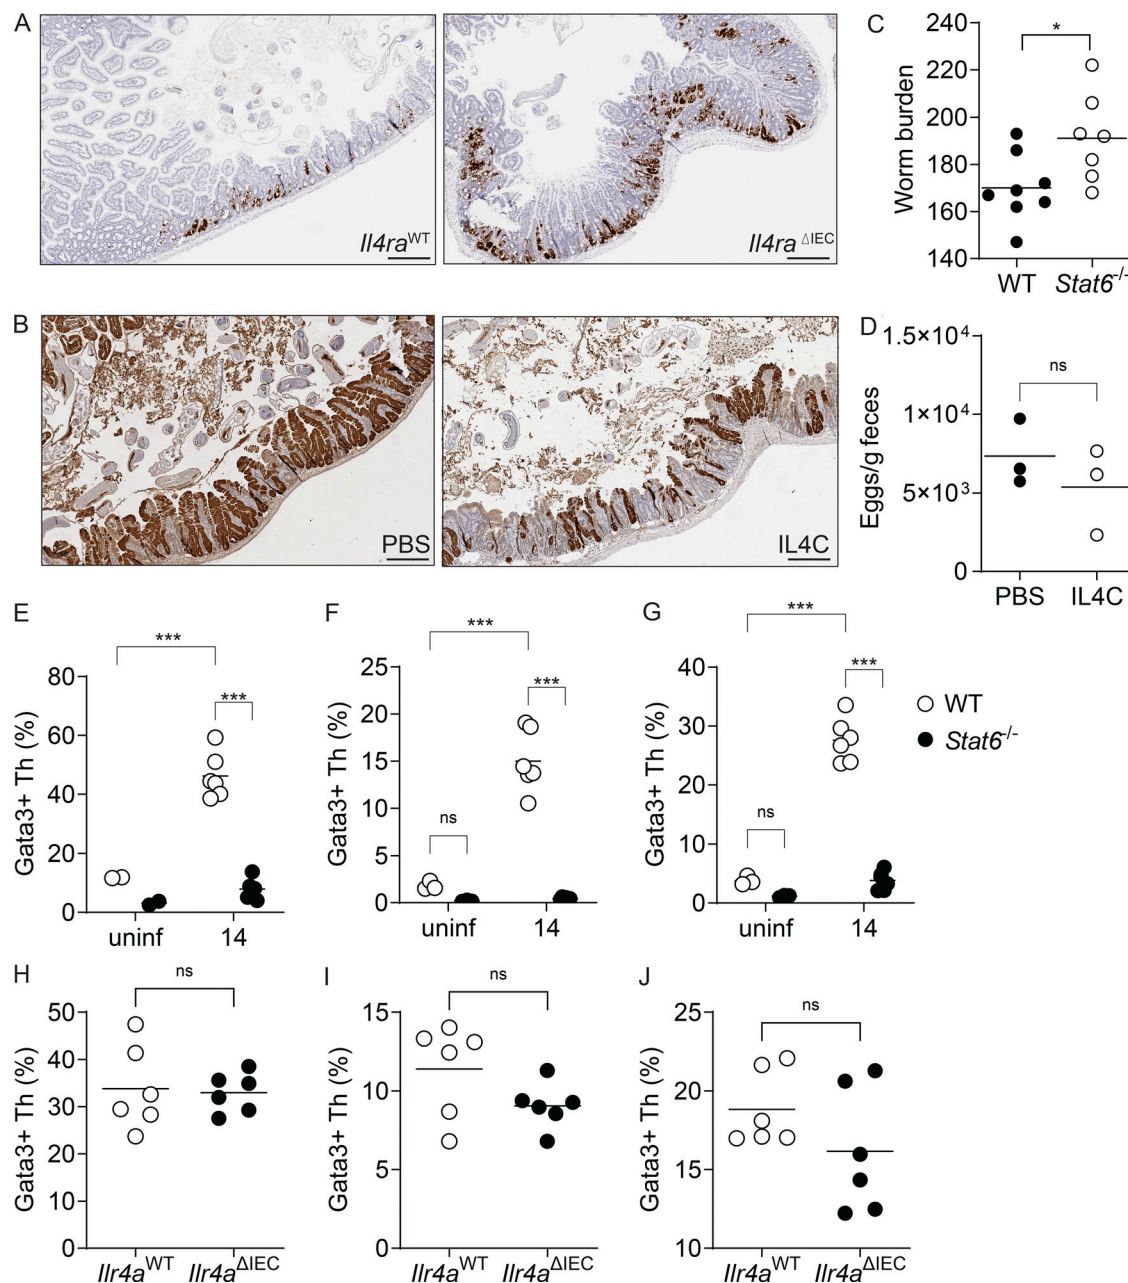 A
Il4ra^WT
Il4ra^ΔIEC
B
PBS
IL4C
C
Worm burden
240
220
200
180
160
140
*
WT
Stat6^-/-
D
Eggs/g feces
1.5×10^4
1×10^4
5×10^3
0
ns
PBS
IL4C
E
Gata3+ Th (%)
80
60
40
20
0
***
***
uninf
14
F
Gata3+ Th (%)
25
20
15
10
5
0
***
***
ns
uninf
14
G
Gata3+ Th (%)
40
30
20
10
0
***
***
ns
uninf
14
WT
Stat6^-/-
H
Gata3+ Th (%)
50
40
30
20
10
0
ns
Ilr4a^WT
Ilr4a^ΔIEC
I
Gata3+ Th (%)
15
10
5
0
ns
Ilr4a^WT
Ilr4a^ΔIEC
J
Gata3+ Th (%)
25
20
15
10
ns
Ilr4a^WT
Ilr4a^ΔIEC